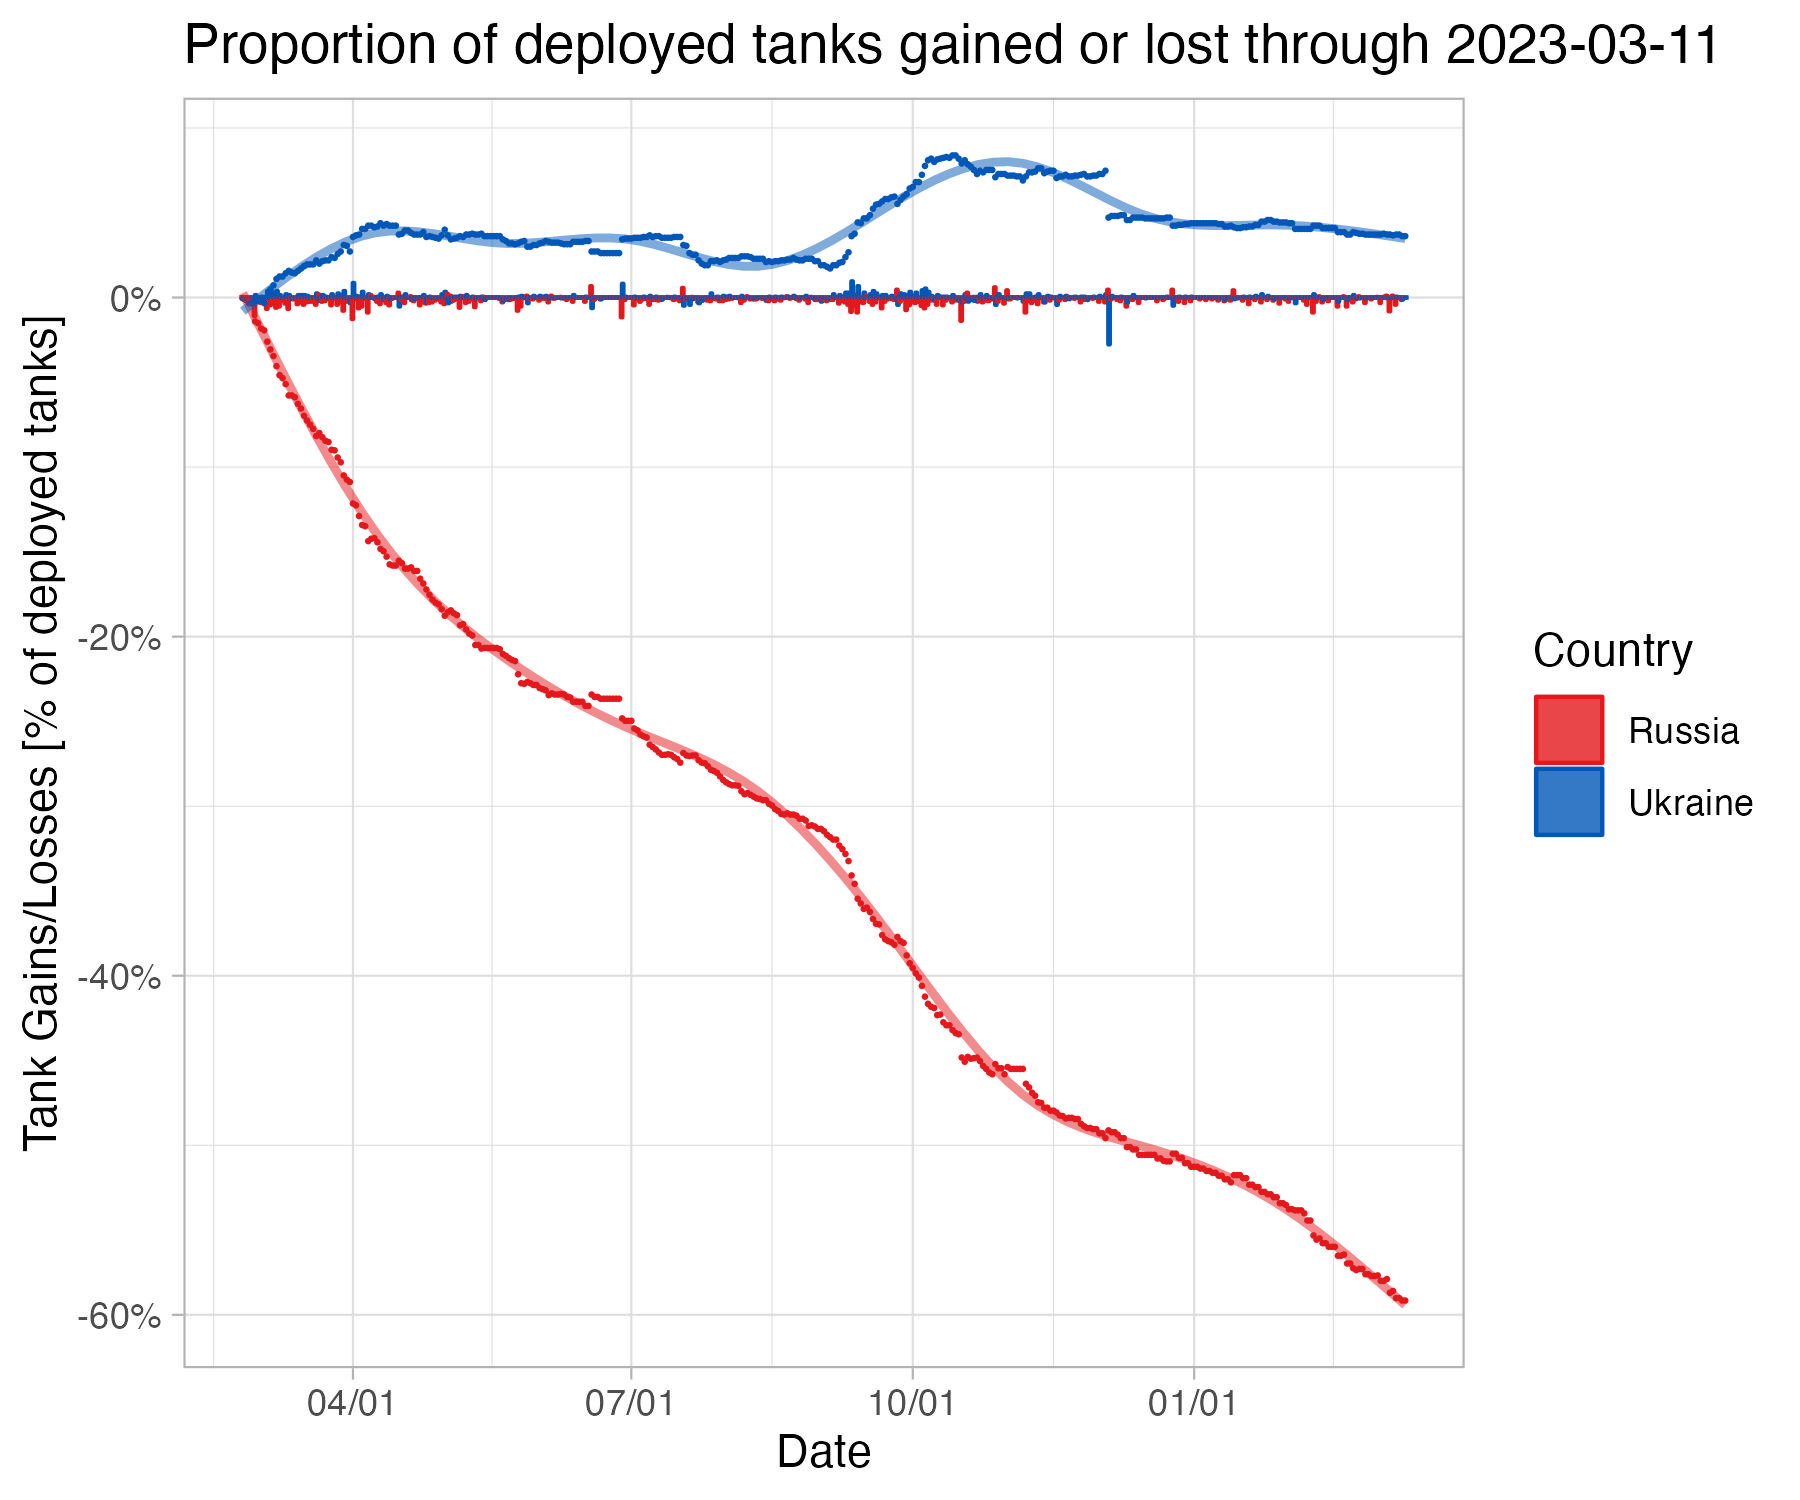 Proportion of deployed tanks gained or lost through 2023-03-11
Tank Gains/Losses [% of deployed tanks]
0%
-20%
-40%
-60%
04/01
07/01
10/01
01/01
Date
Country
Russia
Ukraine